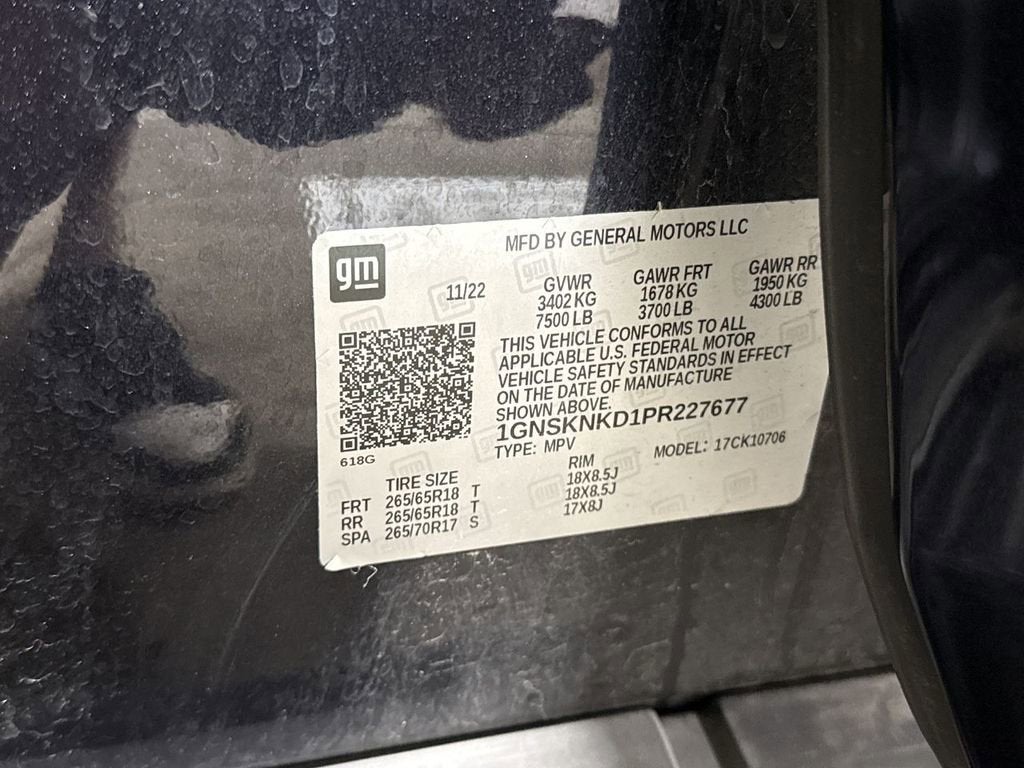 gm
MFD BY GENERAL MOTORS LLC
11/22
GVWR GAWR FRT GAWR RR
3402 KG 1678 KG 1950 KG
7500 LB 3700 LB 4300 LB
THIS VEHICLE CONFORMS TO ALL
APPLICABLE U.S. FEDERAL MOTOR
VEHICLE SAFETY STANDARDS IN EFFECT
ON THE DATE OF MANUFACTURE
SHOWN ABOVE.
1GNSKNKD1PR227677
TYPE: MPV MODEL: 17CK10706
618G
TIRE SIZE RIM
FRT 265/65R18 T 18X8.5J
RR 265/65R18 T 18X8.5J
SPA 265/70R17 S 17X8J